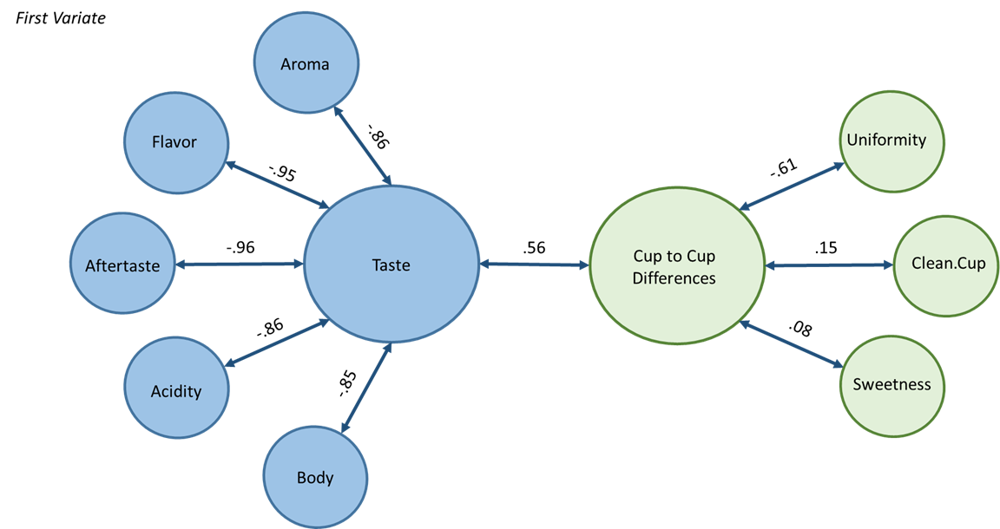 First Variate
Aroma
-.86
Flavor
-.95
Aftertaste
-.96
Taste
Acidity
-.86
Body
-.85
.56
Cup to Cup
Differences
Uniformity
-.61
Clean.Cup
.15
Sweetness
.08